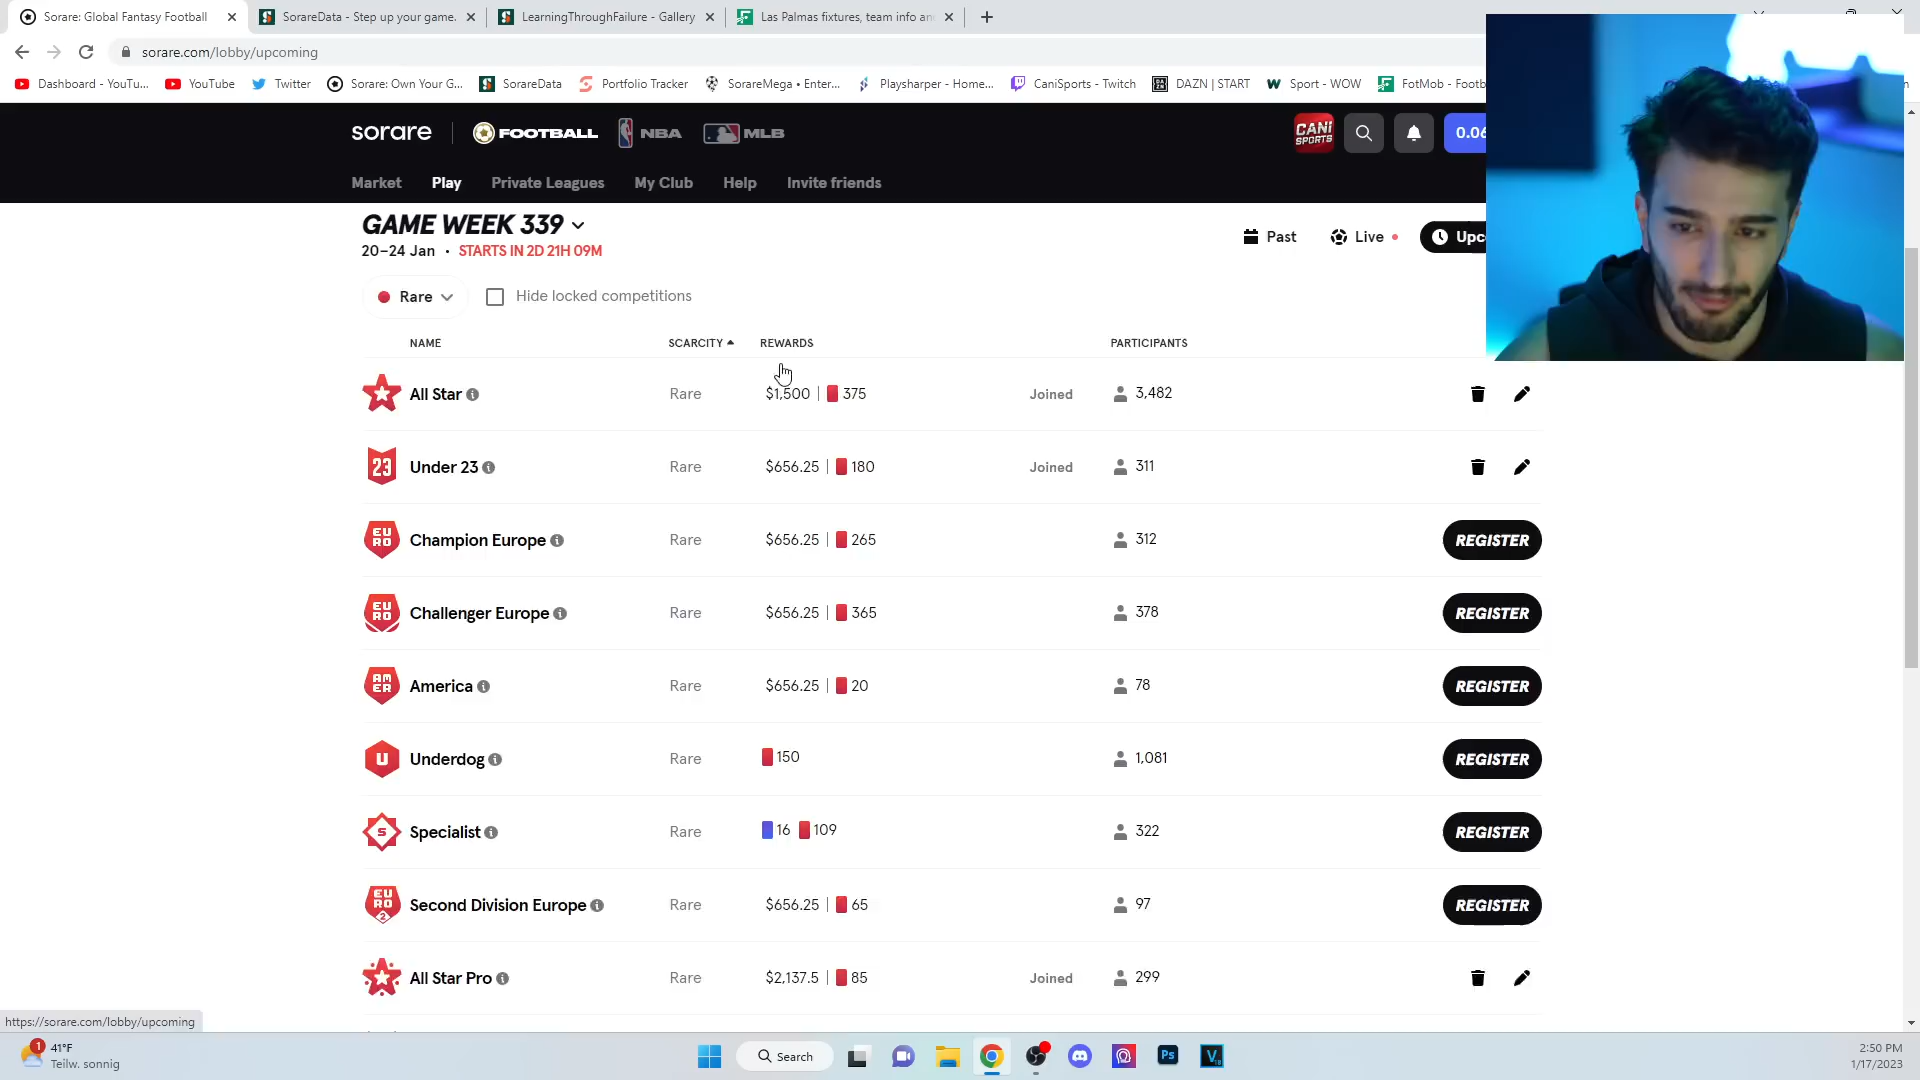 Sorare: Global Fantasy Football
SorareData - Step up your game.
LearningThroughFailure - Gallery
Las Palmas fixtures, team info an
sorare.com/lobby/upcoming
Dashboard - YouTu...
YouTube
Twitter
Sorare: Own Your G...
SorareData
Portfolio Tracker
SorareMega • Enter...
Playsharper - Home...
CaniSports - Twitch
DAZN | START
Sport - WOW
FotMob - Footb
sorare
FOOTBALL
NBA
MLB
CANI SPORTS
0.06
Market
Play
Private Leagues
My Club
Help
Invite friends
GAME WEEK 339
20–24 Jan • STARTS IN 2D 21H 09M
Past
Live
Upc
Rare
Hide locked competitions
NAME SCARCITY REWARDS PARTICIPANTS
All Star Rare $1,500 | 375 Joined 3,482
23 Under 23 Rare $656.25 | 180 Joined 311
EURO Champion Europe Rare $656.25 | 265 312 REGISTER
EURO Challenger Europe Rare $656.25 | 365 378 REGISTER
AMER America Rare $656.25 | 20 78 REGISTER
U Underdog Rare 150 1,081 REGISTER
S Specialist Rare 16 109 322 REGISTER
EURO 2 Second Division Europe Rare $656.25 | 65 97 REGISTER
All Star Pro Rare $2,137.5 | 85 Joined 299
https://sorare.com/lobby/upcoming
1
41°F
Teilw. sonnig
Search
Ps
V
2:50 PM
1/17/2023